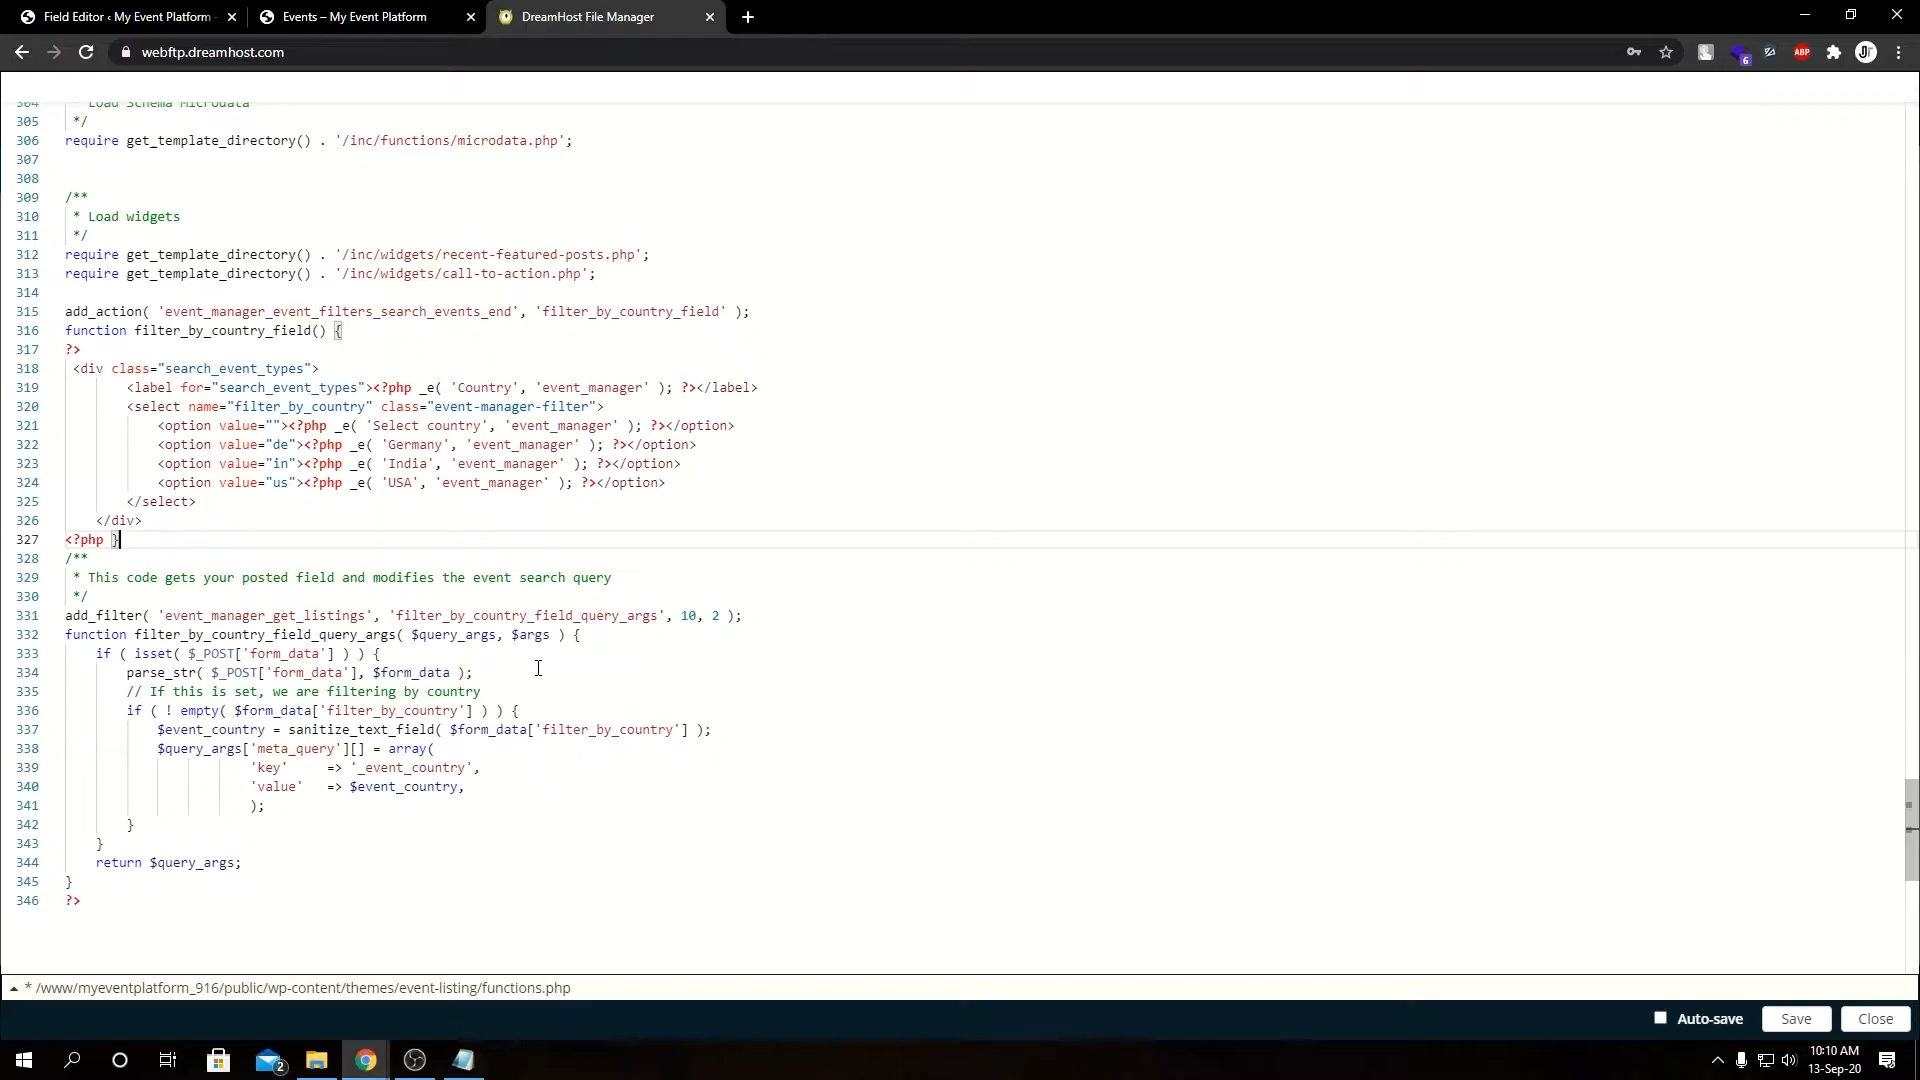 Field Editor ‹ My Event Platform
Events – My Event Platform
DreamHost File Manager
webftp.dreamhost.com
6
ABP
304 * Load Schema Microdata
305 */
306 require get_template_directory() . '/inc/functions/microdata.php';
307
308
309 /**
310 * Load widgets
311 */
312 require get_template_directory() . '/inc/widgets/recent-featured-posts.php';
313 require get_template_directory() . '/inc/widgets/call-to-action.php';
314
315 add_action( 'event_manager_event_filters_search_events_end', 'filter_by_country_field' );
316 function filter_by_country_field() {
317 ?>
318 <div class="search_event_types">
319 <label for="search_event_types"><?php _e( 'Country', 'event_manager' ); ?></label>
320 <select name="filter_by_country" class="event-manager-filter">
321 <option value=""><?php _e( 'Select country', 'event_manager' ); ?></option>
322 <option value="de"><?php _e( 'Germany', 'event_manager' ); ?></option>
323 <option value="in"><?php _e( 'India', 'event_manager' ); ?></option>
324 <option value="us"><?php _e( 'USA', 'event_manager' ); ?></option>
325 </select>
326 </div>
327 <?php }
328 /**
329 * This code gets your posted field and modifies the event search query
330 */
331 add_filter( 'event_manager_get_listings', 'filter_by_country_field_query_args', 10, 2 );
332 function filter_by_country_field_query_args( $query_args, $args ) {
333 if ( isset( $_POST['form_data'] ) ) {
334 parse_str( $_POST['form_data'], $form_data );
335 // If this is set, we are filtering by country
336 if ( ! empty( $form_data['filter_by_country'] ) ) {
337 $event_country = sanitize_text_field( $form_data['filter_by_country'] );
338 $query_args['meta_query'][] = array(
339 'key' => '_event_country',
340 'value' => $event_country,
341 );
342 }
343 }
344 return $query_args;
345 }
346 ?>
* /www/myeventplatform_916/public/wp-content/themes/event-listing/functions.php
Auto-save
Save
Close
2
10:10 AM
13-Sep-20